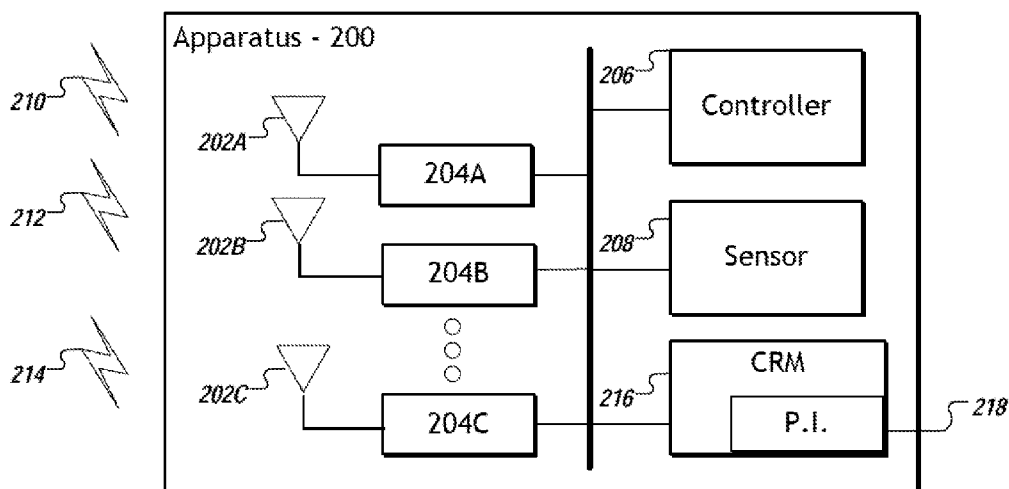 Apparatus - 200
210
202A
204A
206
Controller
212
202B
204B
208
Sensor
214
202C
204C
216
CRM
P.I.
218